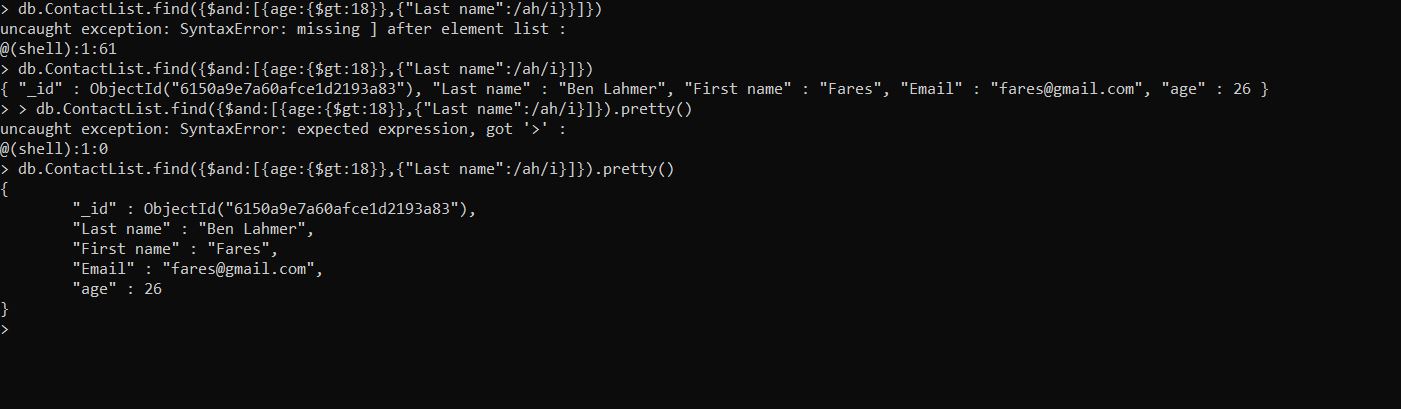 > db.ContactList.find({$and:[{age:{$gt:18}},{"Last name":/ah/i}}]})
uncaught exception: SyntaxError: missing ] after element list :
@(shell):1:61
> db.ContactList.find({$and:[{age:{$gt:18}},{"Last name":/ah/i}]})
{ "_id" : ObjectId("6150a9e7a60afce1d2193a83"), "Last name" : "Ben Lahmer", "First name" : "Fares", "Email" : "fares@gmail.com", "age" : 26 }
> > db.ContactList.find({$and:[{age:{$gt:18}},{"Last name":/ah/i}]}).pretty()
uncaught exception: SyntaxError: expected expression, got '>' :
@(shell):1:0
> db.ContactList.find({$and:[{age:{$gt:18}},{"Last name":/ah/i}]}).pretty()
{
        "_id" : ObjectId("6150a9e7a60afce1d2193a83"),
        "Last name" : "Ben Lahmer",
        "First name" : "Fares",
        "Email" : "fares@gmail.com",
        "age" : 26
}
>